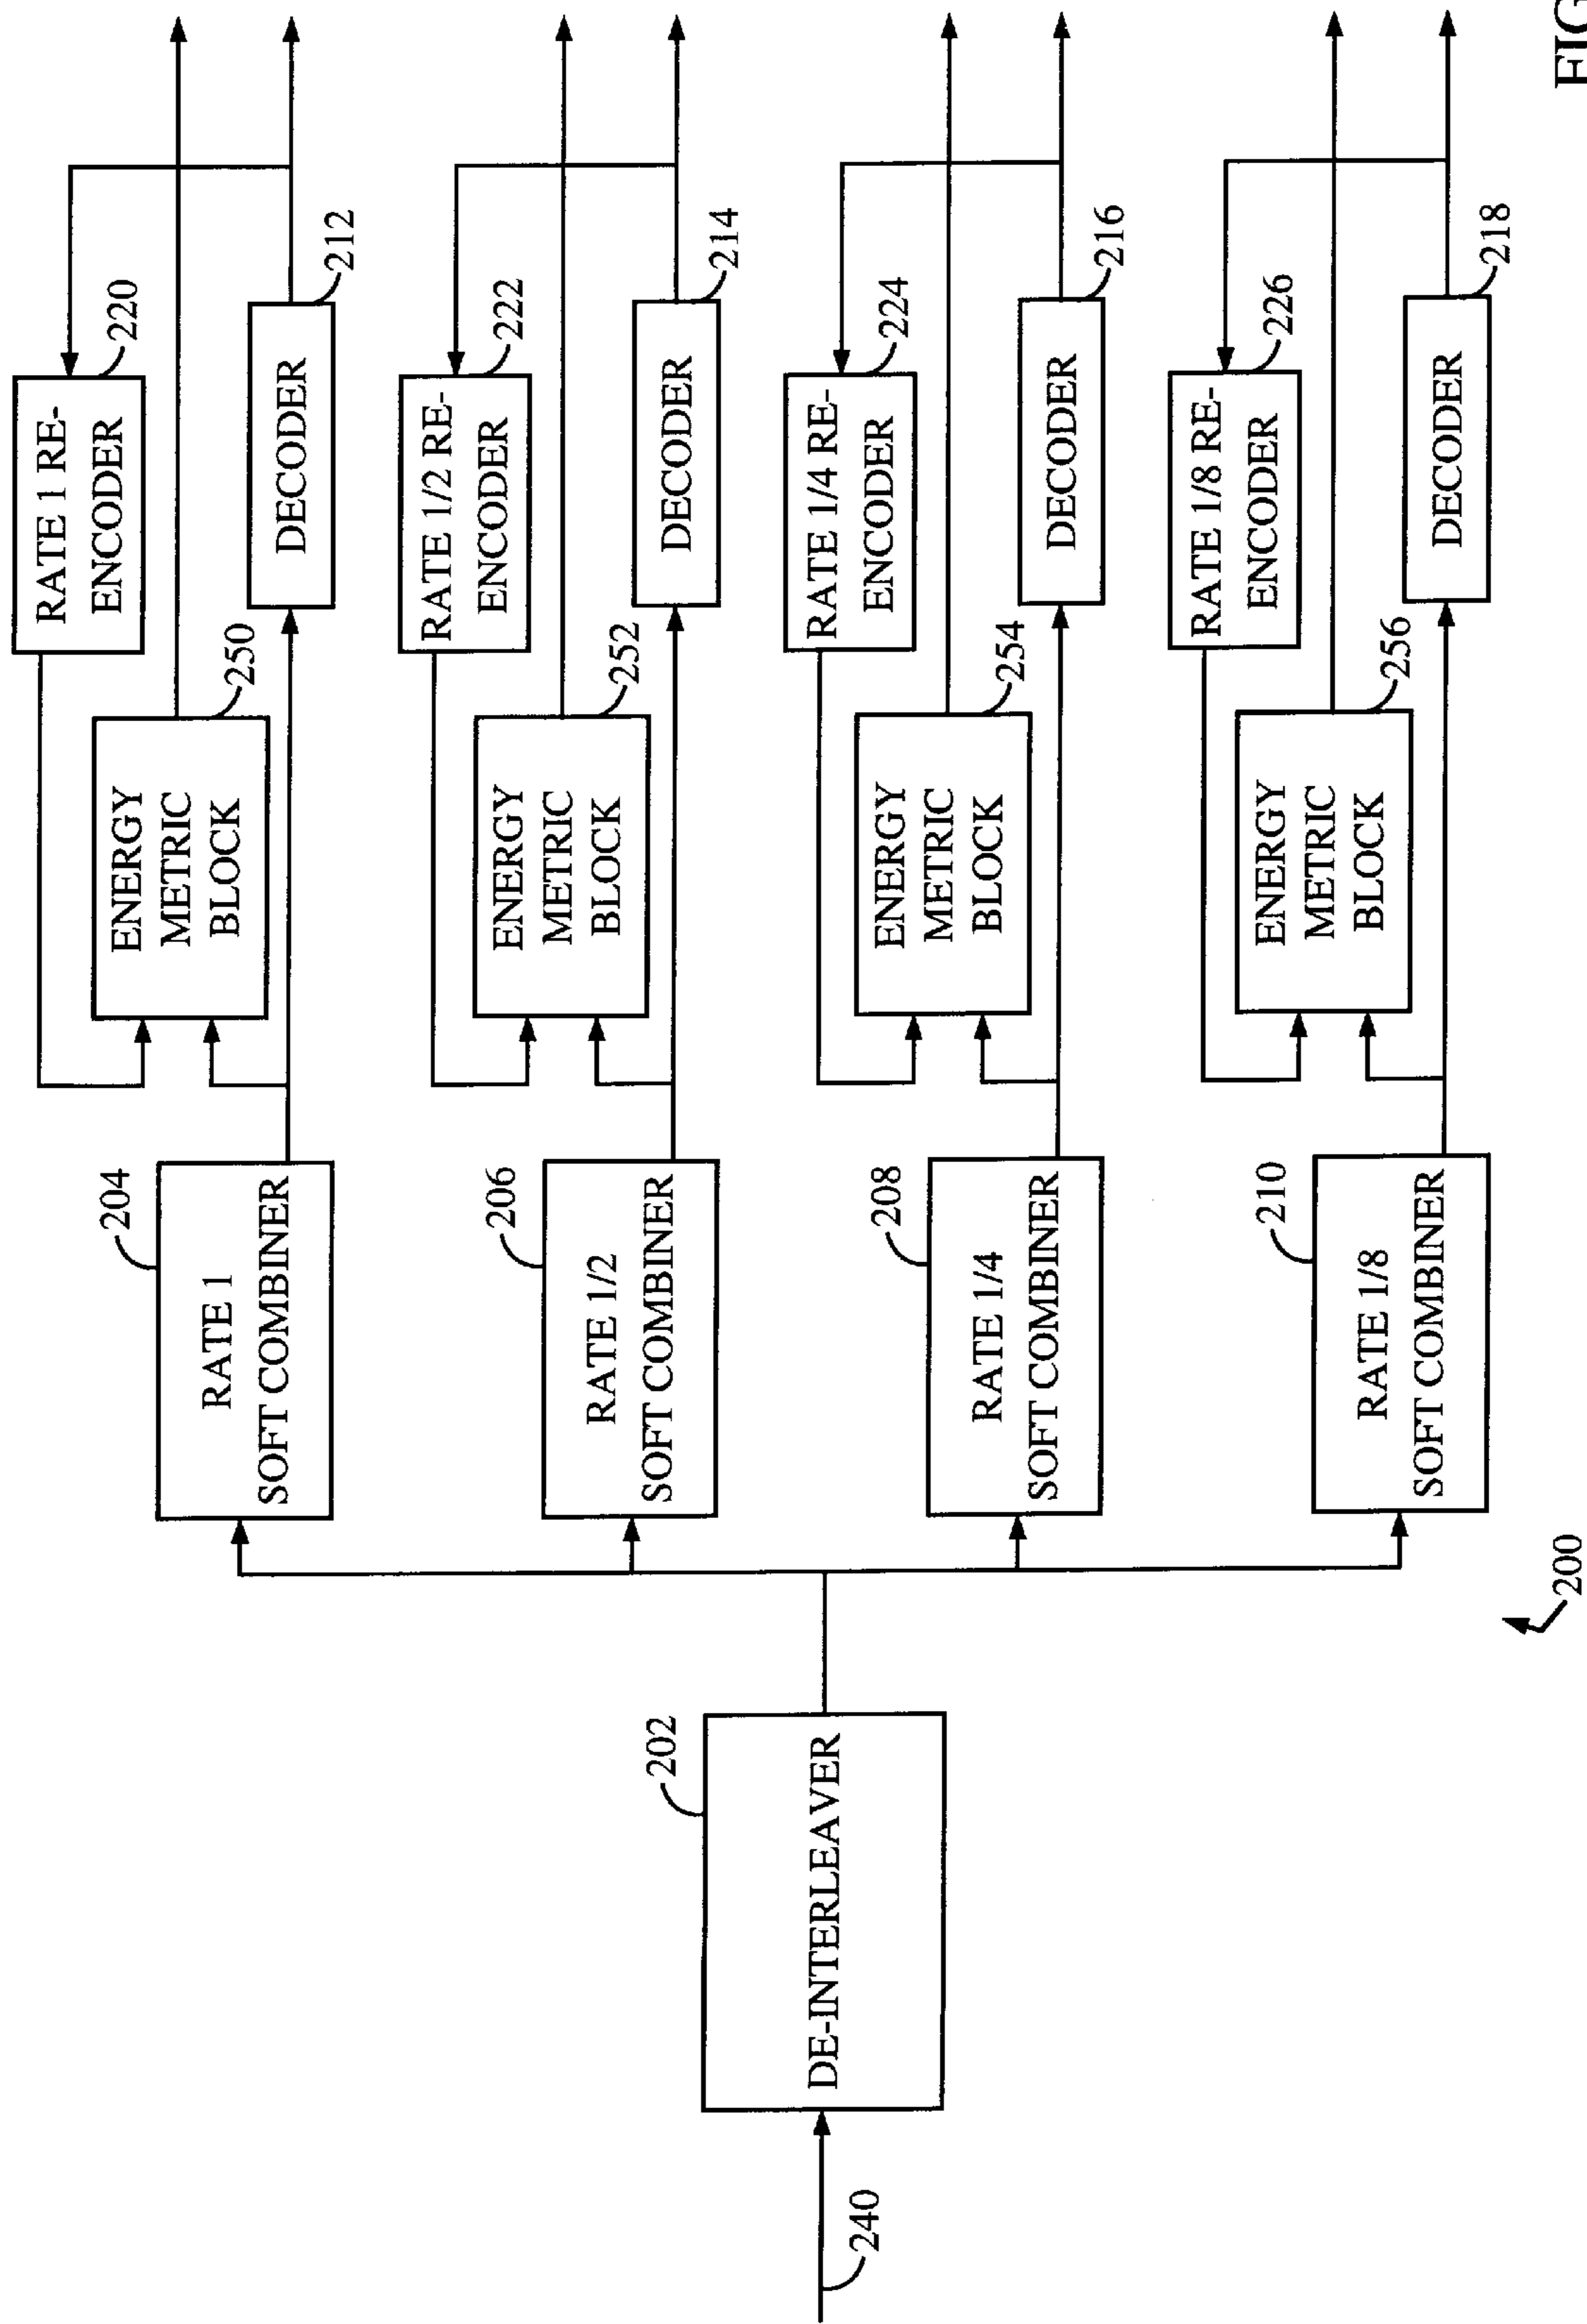 240
202
DE-INTERLEAVER
200
204
RATE 1
SOFT COMBINER
206
RATE 1/2
SOFT COMBINER
208
RATE 1/4
SOFT COMBINER
210
RATE 1/8
SOFT COMBINER
RATE 1 RE-
ENCODER
220
ENERGY
METRIC
BLOCK
250
DECODER
212
RATE 1/2 RE-
ENCODER
222
ENERGY
METRIC
BLOCK
252
DECODER
214
RATE 1/4 RE-
ENCODER
224
ENERGY
METRIC
BLOCK
254
DECODER
216
RATE 1/8 RE-
ENCODER
226
ENERGY
METRIC
BLOCK
256
DECODER
218